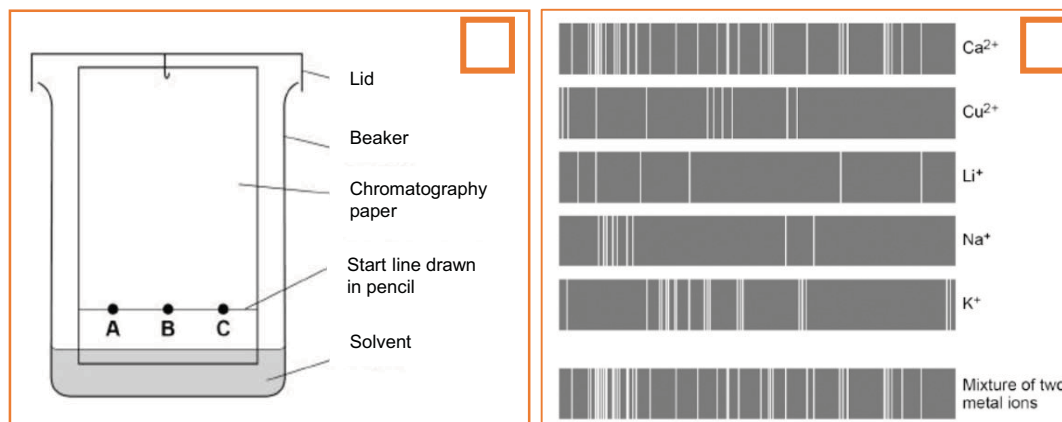 Lid
Beaker
Chromatography
paper
Start line drawn
in pencil
A B C
Solvent
Ca²⁺
Cu²⁺
Li⁺
Na⁺
K⁺
Mixture of two
metal ions